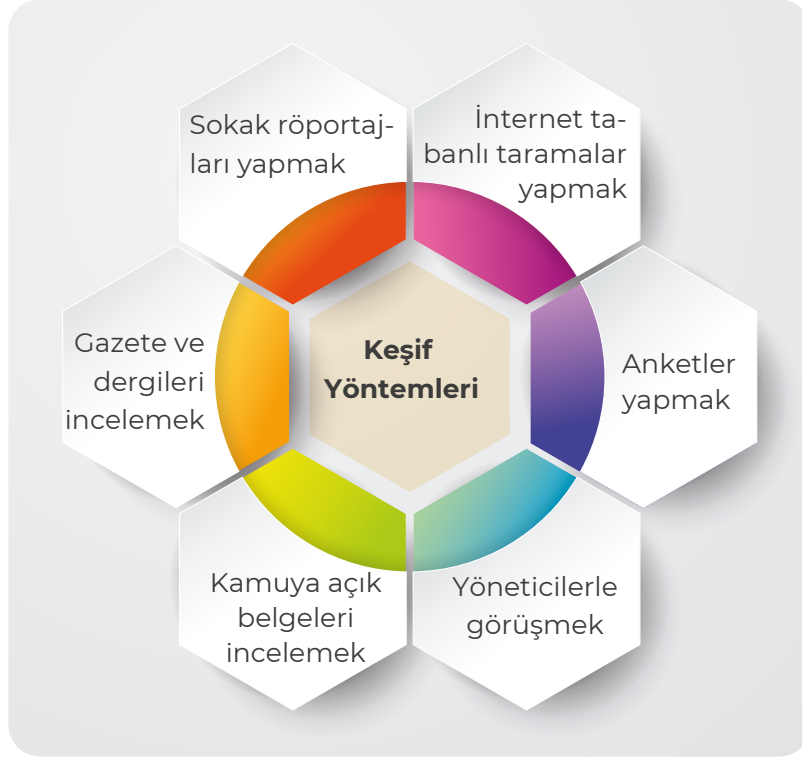 Sokak röportaj-
ları yapmak
İnternet ta-
banlı taramalar
yapmak
Gazete ve
dergileri
incelemek
Keşif
Yöntemleri
Anketler
yapmak
Kamuya açık
belgeleri
incelemek
Yöneticilerle
görüşmek